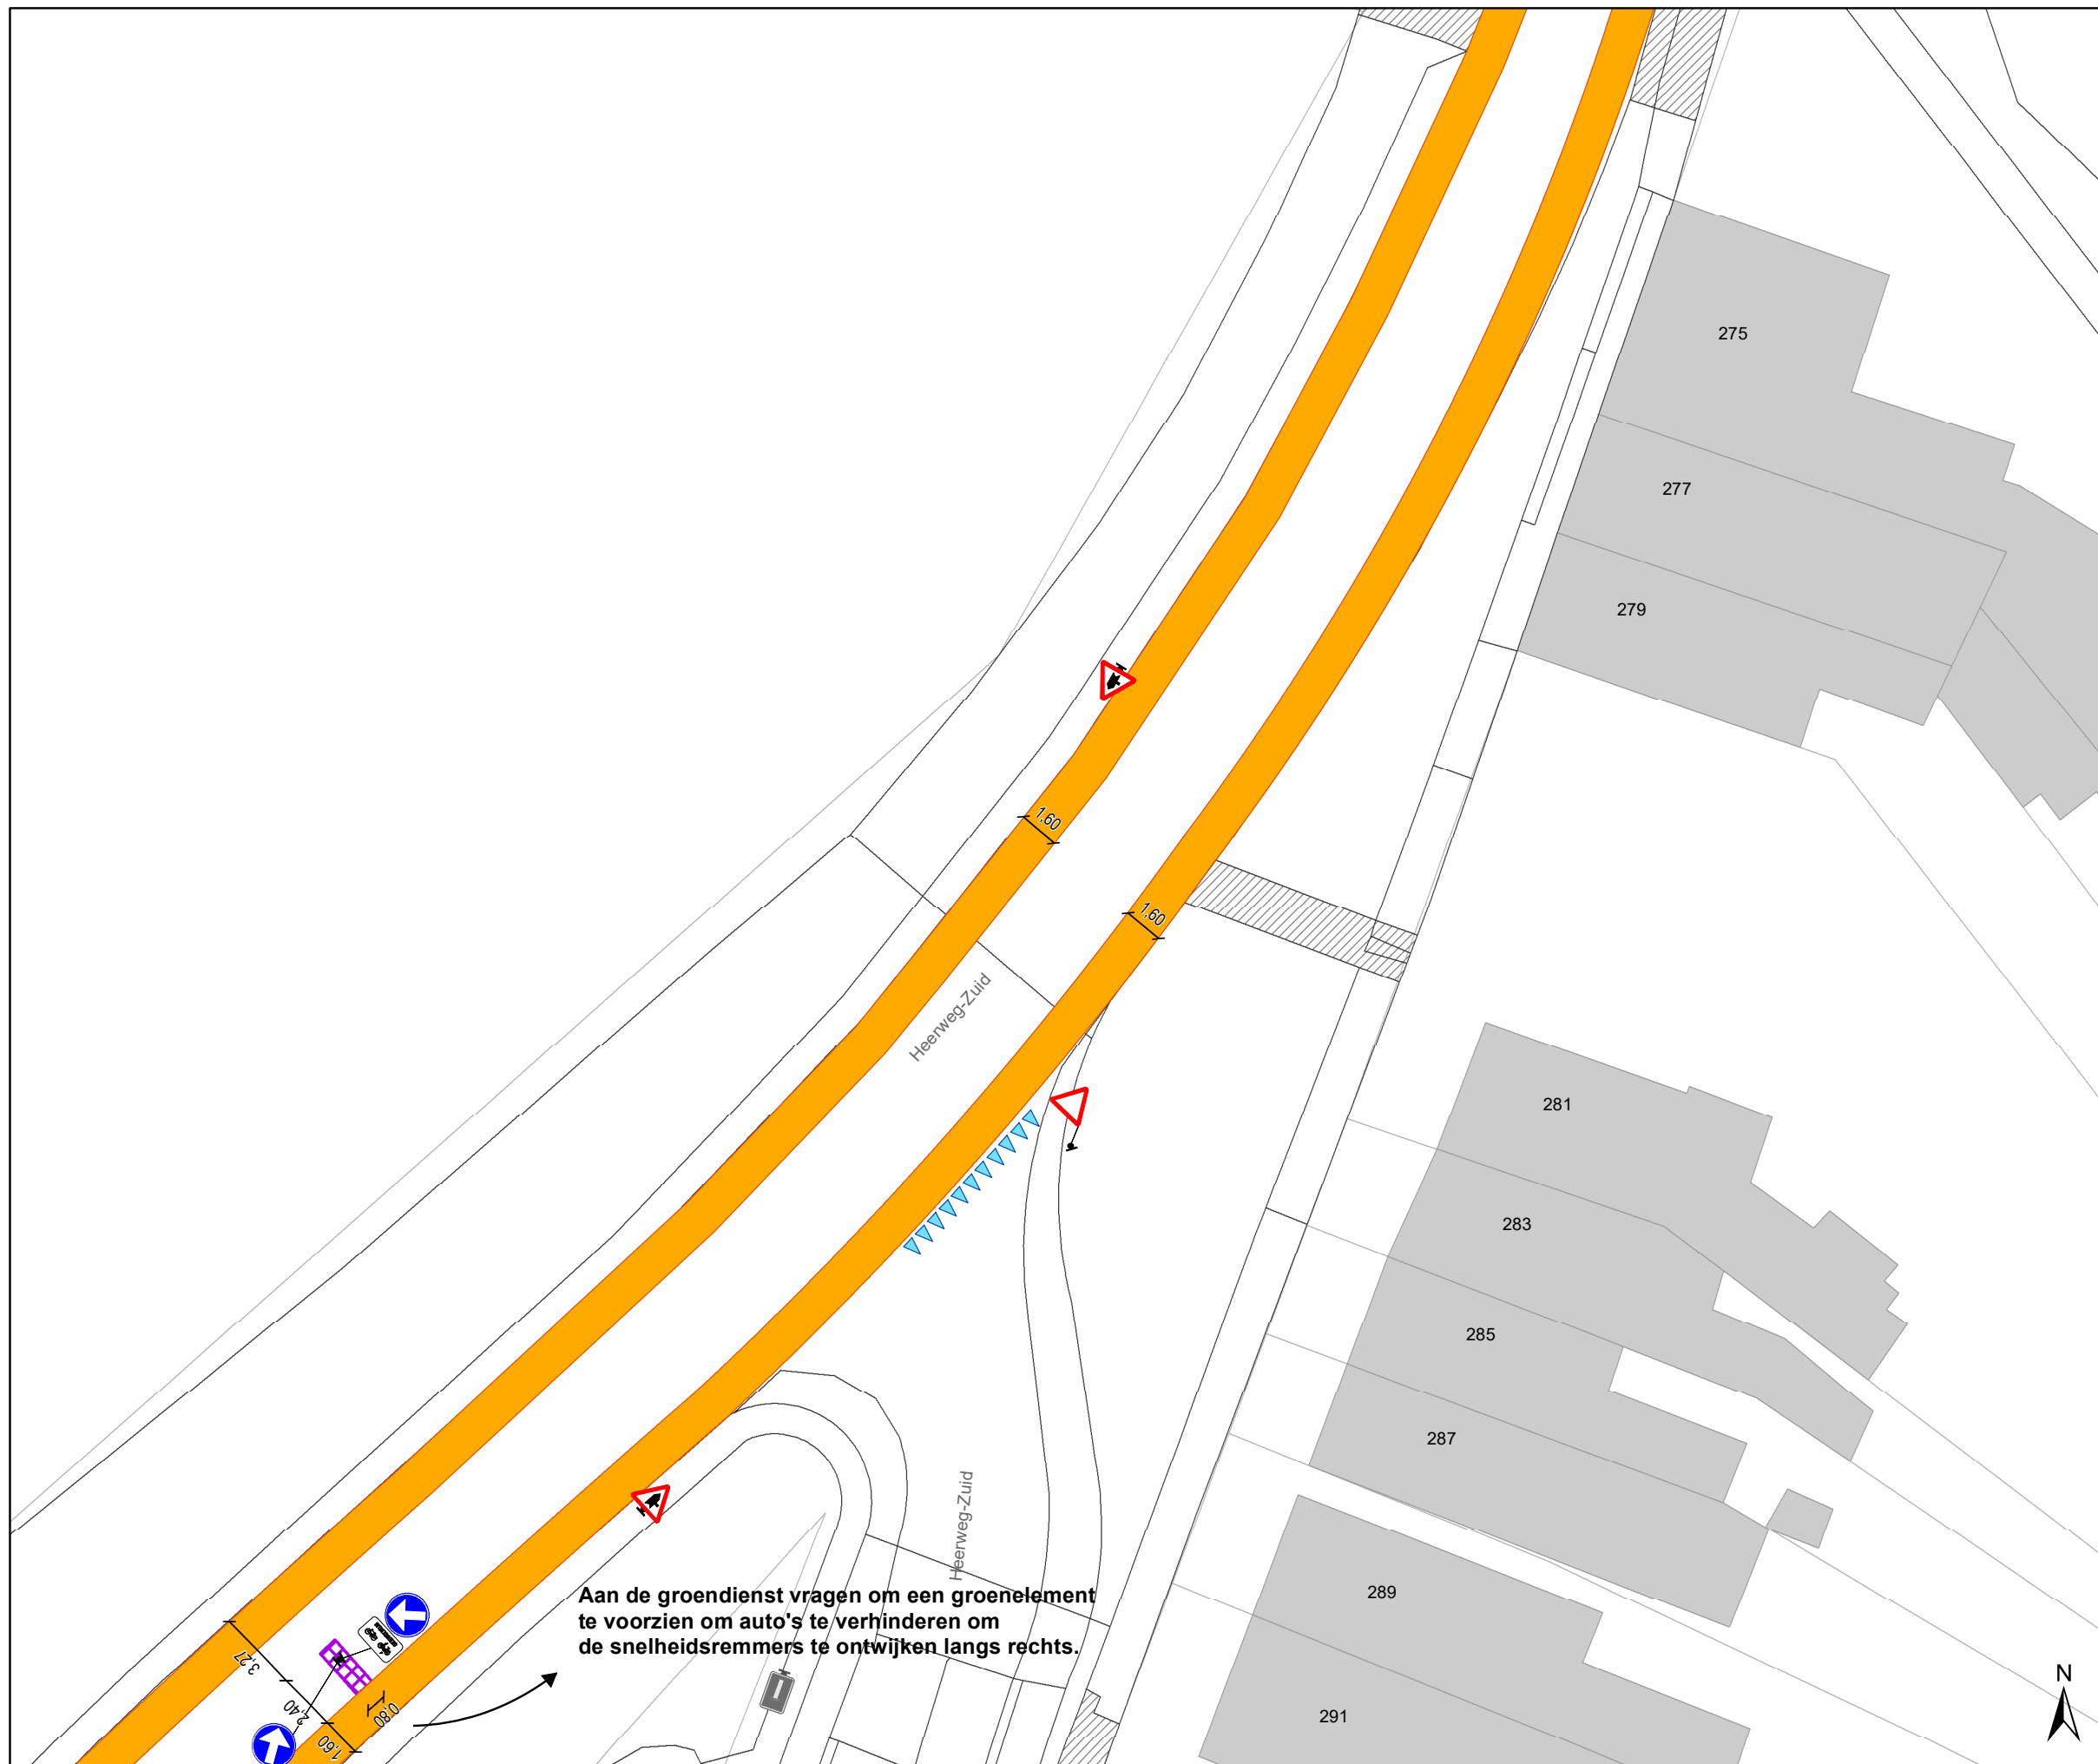 275
277
279
1,60
1,60
Heerweg-Zuid
281
283
285
287
Heerweg-Zuid
289
Aan de groendienst vragen om een groenelement
te voorzien om auto's te verhinderen om
de snelheidsremmers te ontwijken langs rechts.
3,27
2,40
0,80
1,60
291
N